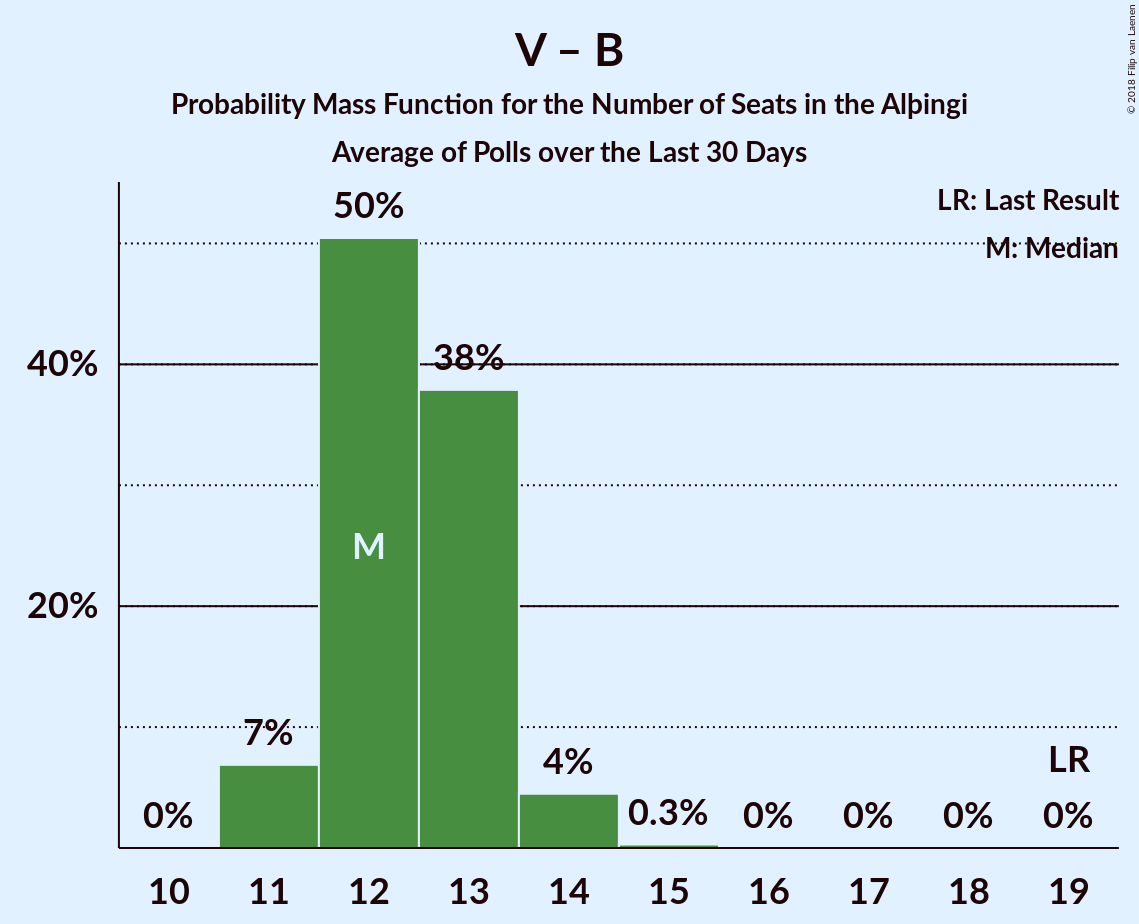 V – B
Probability Mass Function for the Number of Seats in the Alþingi
Average of Polls over the Last 30 Days
© 2018 Filip van Laenen
LR: Last Result
M: Median
50%
40%
38%
M
20%
7%
4%
LR
0%
0.3%
0%
0%
0%
0%
10 11 12 13 14 15 16 17 18 19